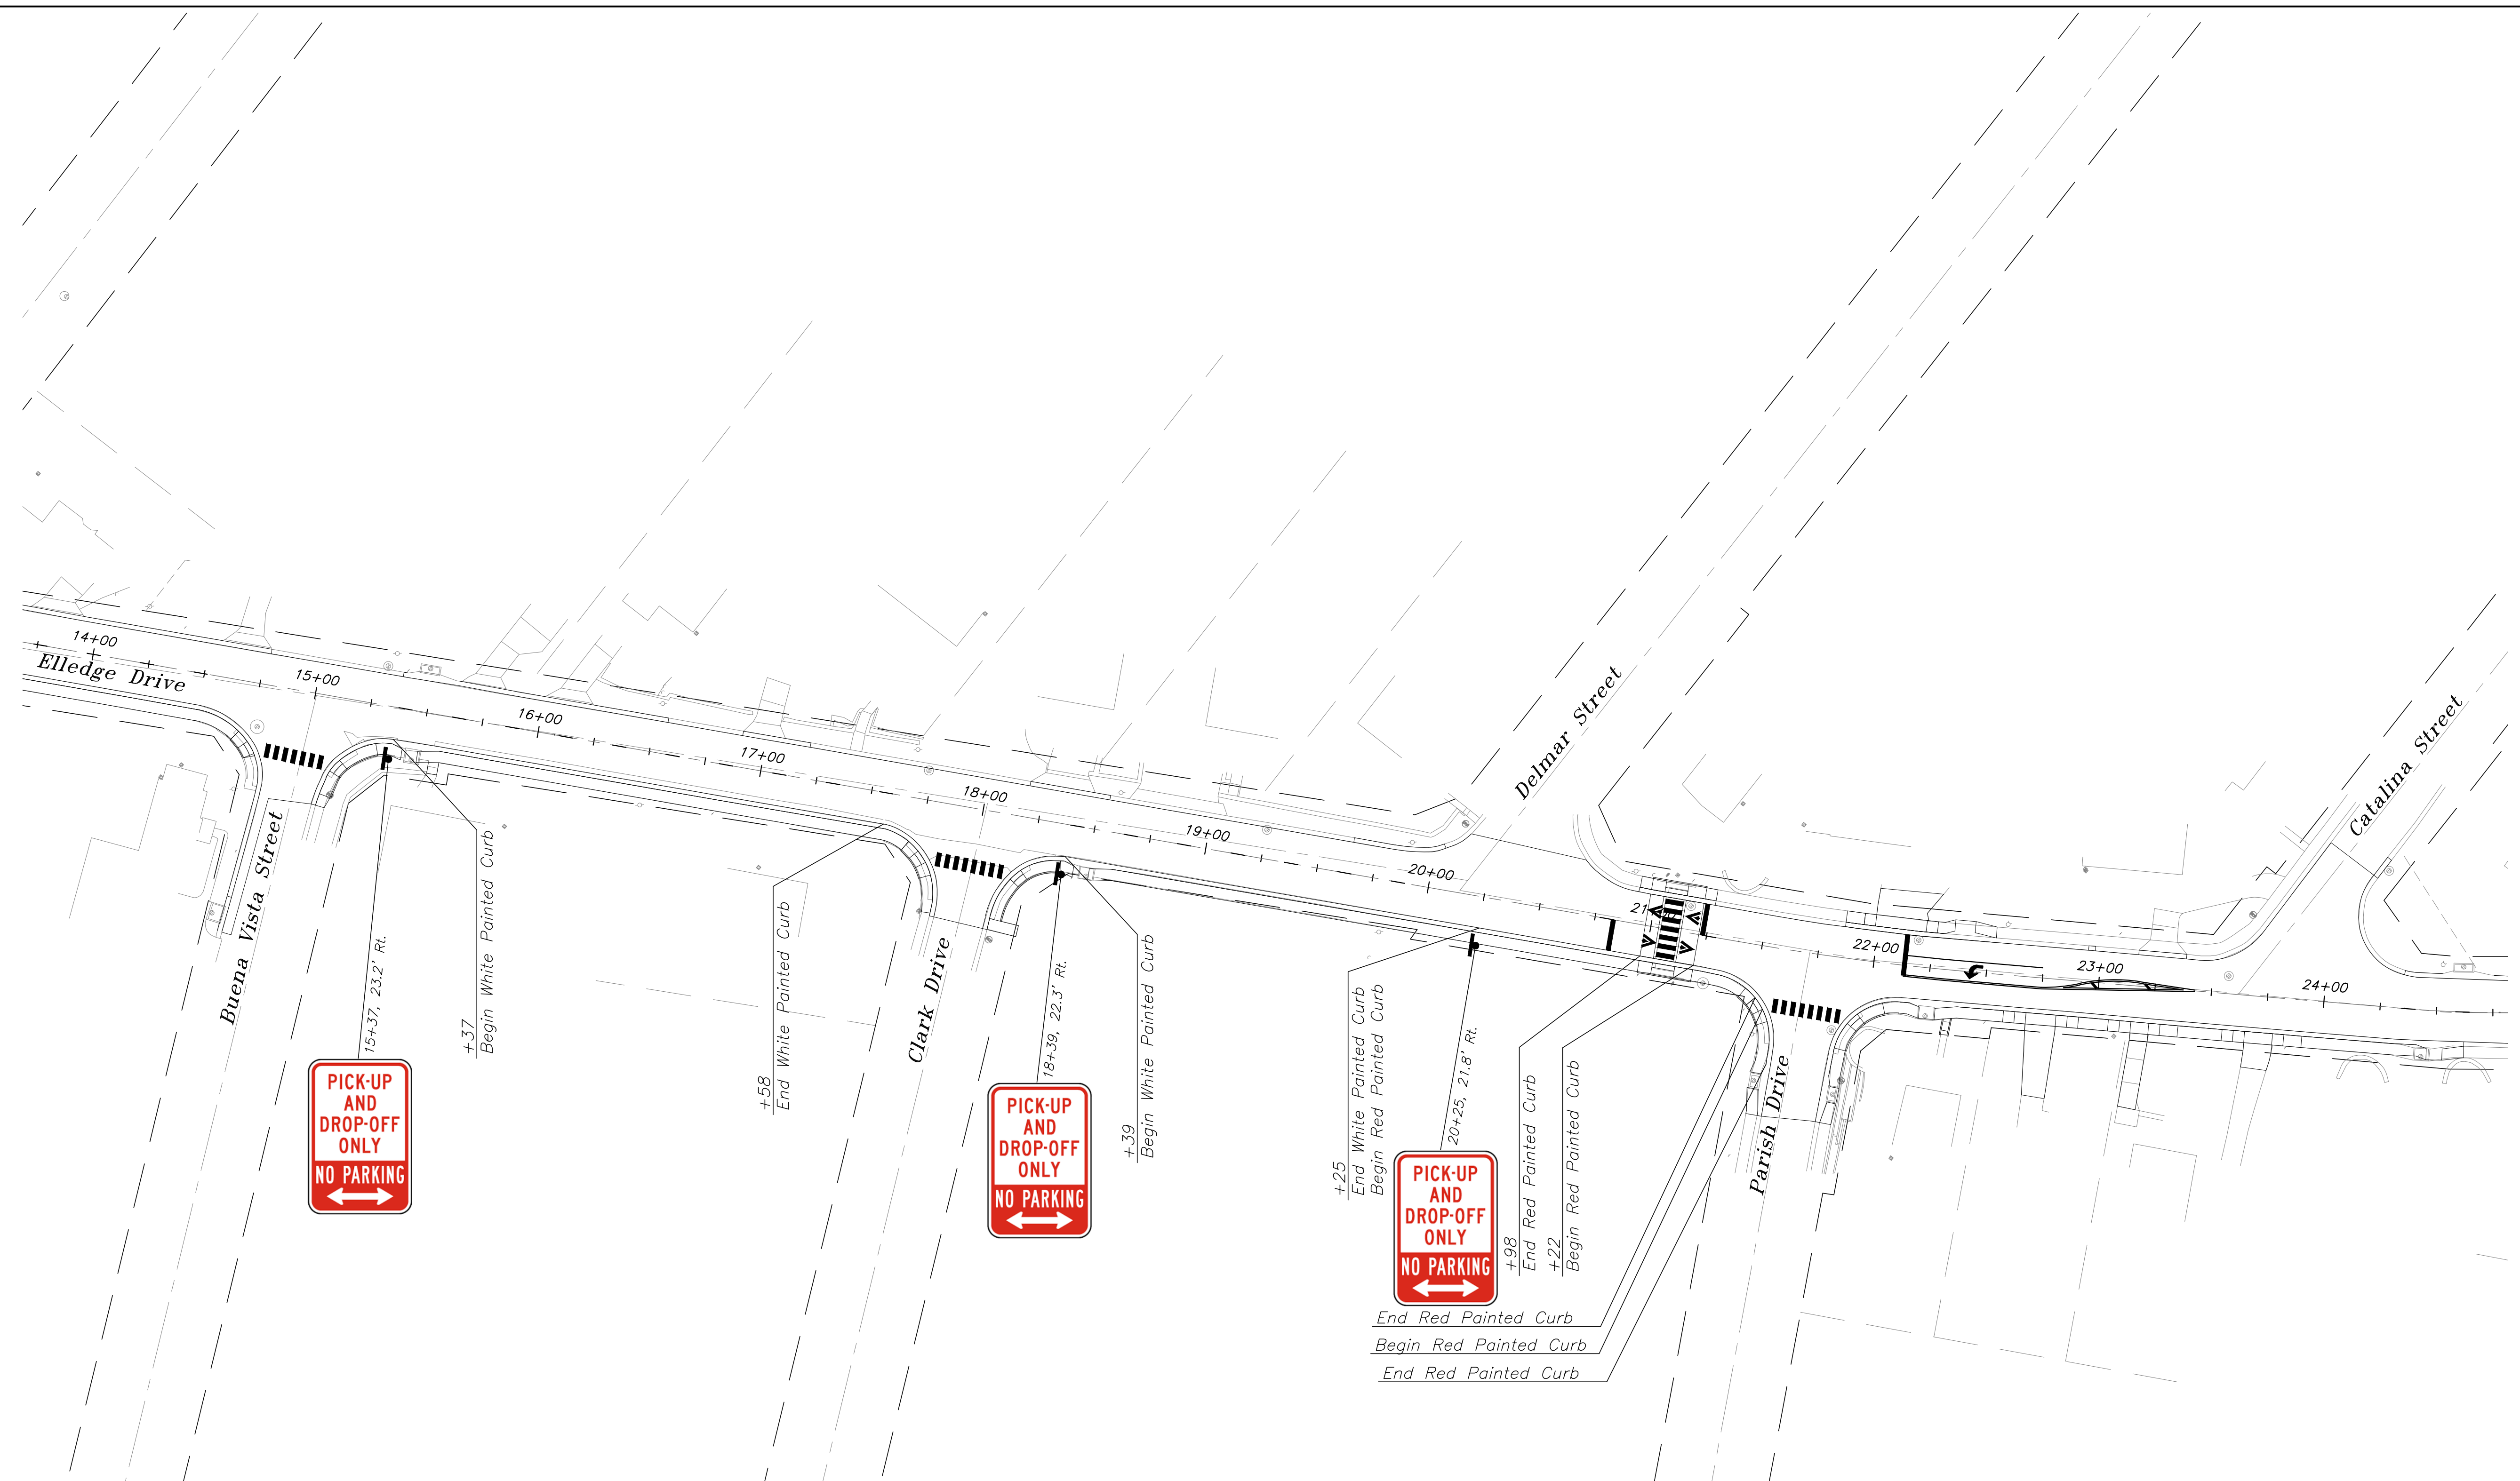 14+00
Elledge Drive
15+00
16+00
17+00
18+00
19+00
20+00
22+00
23+00
24+00
Buena Vista Street
Clark Drive
Delmar Street
Parish Drive
Catalina Street
15+37, 23.2' Rt.
PICK-UP
AND
DROP-OFF
ONLY
NO PARKING
+37
Begin White Painted Curb
+58
End White Painted Curb
18+39, 22.3' Rt.
PICK-UP
AND
DROP-OFF
ONLY
NO PARKING
+39
Begin White Painted Curb
+25
End White Painted Curb
Begin Red Painted Curb
20+25, 21.8' Rt.
PICK-UP
AND
DROP-OFF
ONLY
NO PARKING
+98
End Red Painted Curb
+22
Begin Red Painted Curb
End Red Painted Curb
Begin Red Painted Curb
End Red Painted Curb